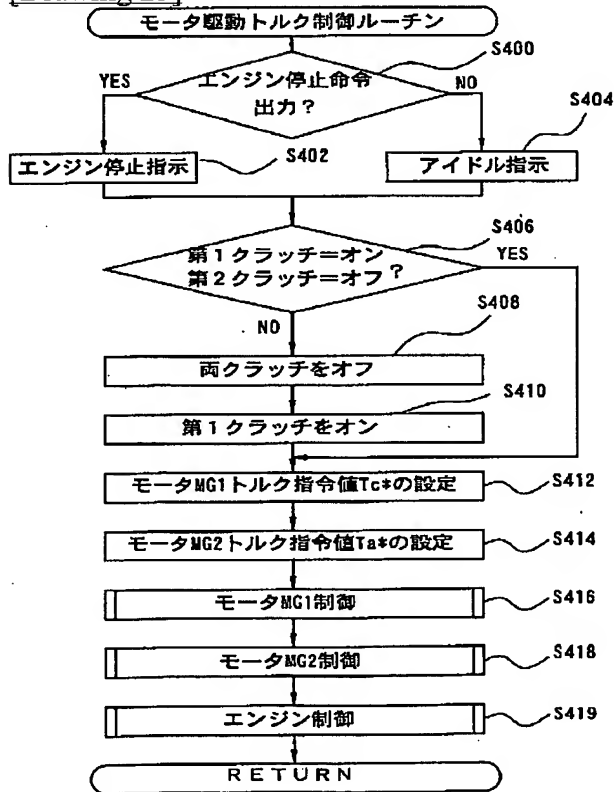 モータ駆動トルク制御ルーチン
S400
エンジン停止命令
出力?
YES
NO
S404
エンジン停止指示
S402
アイドル指示
S406
第1クラッチ=オン
第2クラッチ=オフ ?
YES
NO
S408
両クラッチをオフ
S410
第1クラッチをオン
モータMG1トルク指令値Tc*の設定
S412
モータMG2トルク指令値Ta*の設定
S414
モータMG1制御
S416
モータMG2制御
S418
エンジン制御
S419
RETURN